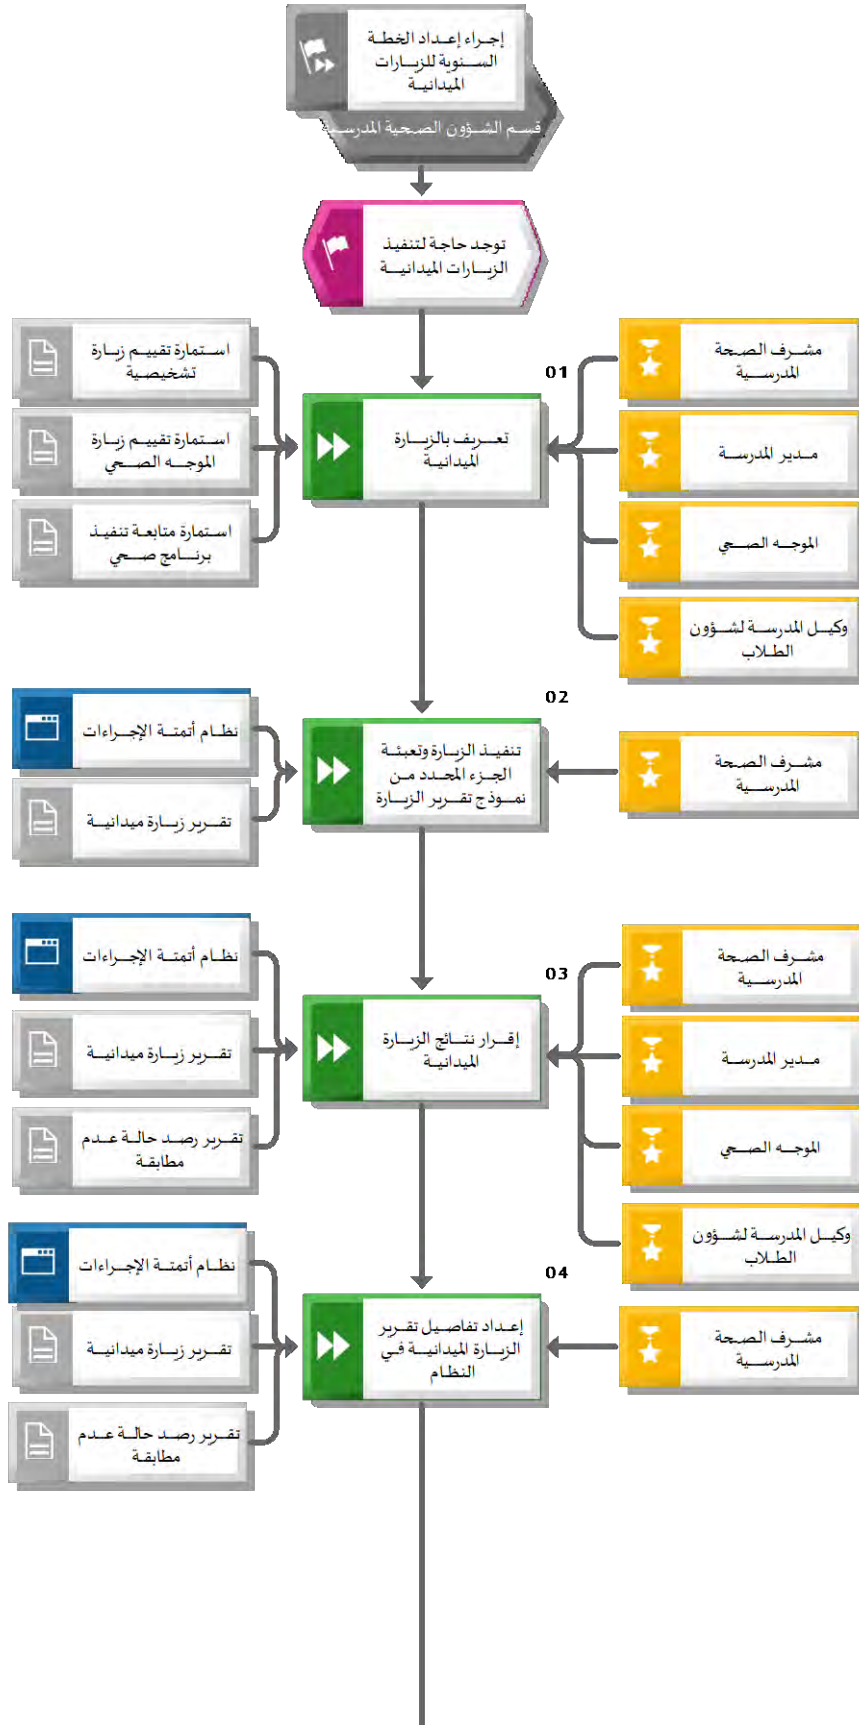 إجراء إعداد الخطة
السنوية للزيارات
الميدانية
قسم الشؤون الصحية المدرسية
توجد حاجة لتنفيذ
الزيارات الميدانية
01
مشرف الصحة
المدرسية
مدير المدرسة
الموجه الصحي
وكيل المدرسة لشؤون
الطلاب
تعريف بالزيارة
الميدانية
استمارة تقييم زيارة
تشخيصية
استمارة تقييم زيارة
الموجه الصحي
استمارة متابعة تنفيذ
برنامج صحي
02
مشرف الصحة
المدرسية
تنفيذ الزيارة وتعبئة
الجزء المحدد من
نموذج تقرير الزيارة
نظام أتمتة الإجراءات
تقرير زيارة ميدانية
03
مشرف الصحة
المدرسية
مدير المدرسة
الموجه الصحي
وكيل المدرسة لشؤون
الطلاب
إقرار نتائج الزيارة
الميدانية
نظام أتمتة الإجراءات
تقرير زيارة ميدانية
تقرير رصد حالة عدم
مطابقة
04
مشرف الصحة
المدرسية
إعداد تفاصيل تقرير
الزيارة الميدانية في
النظام
نظام أتمتة الإجراءات
تقرير زيارة ميدانية
تقرير رصد حالة عدم
مطابقة